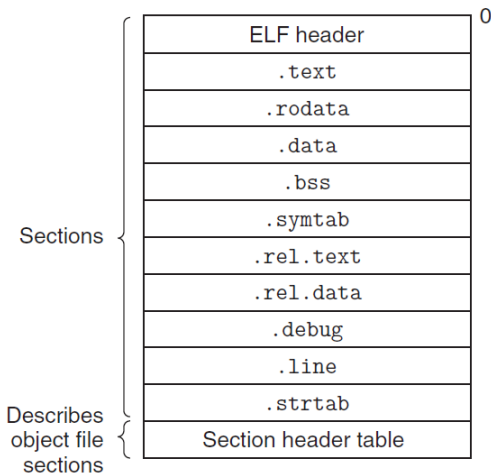 0
ELF header
.text
.rodata
.data
.bss
.symtab
Sections
.rel.text
.rel.data
.debug
.line
.strtab
Describes
object file
sections
Section header table